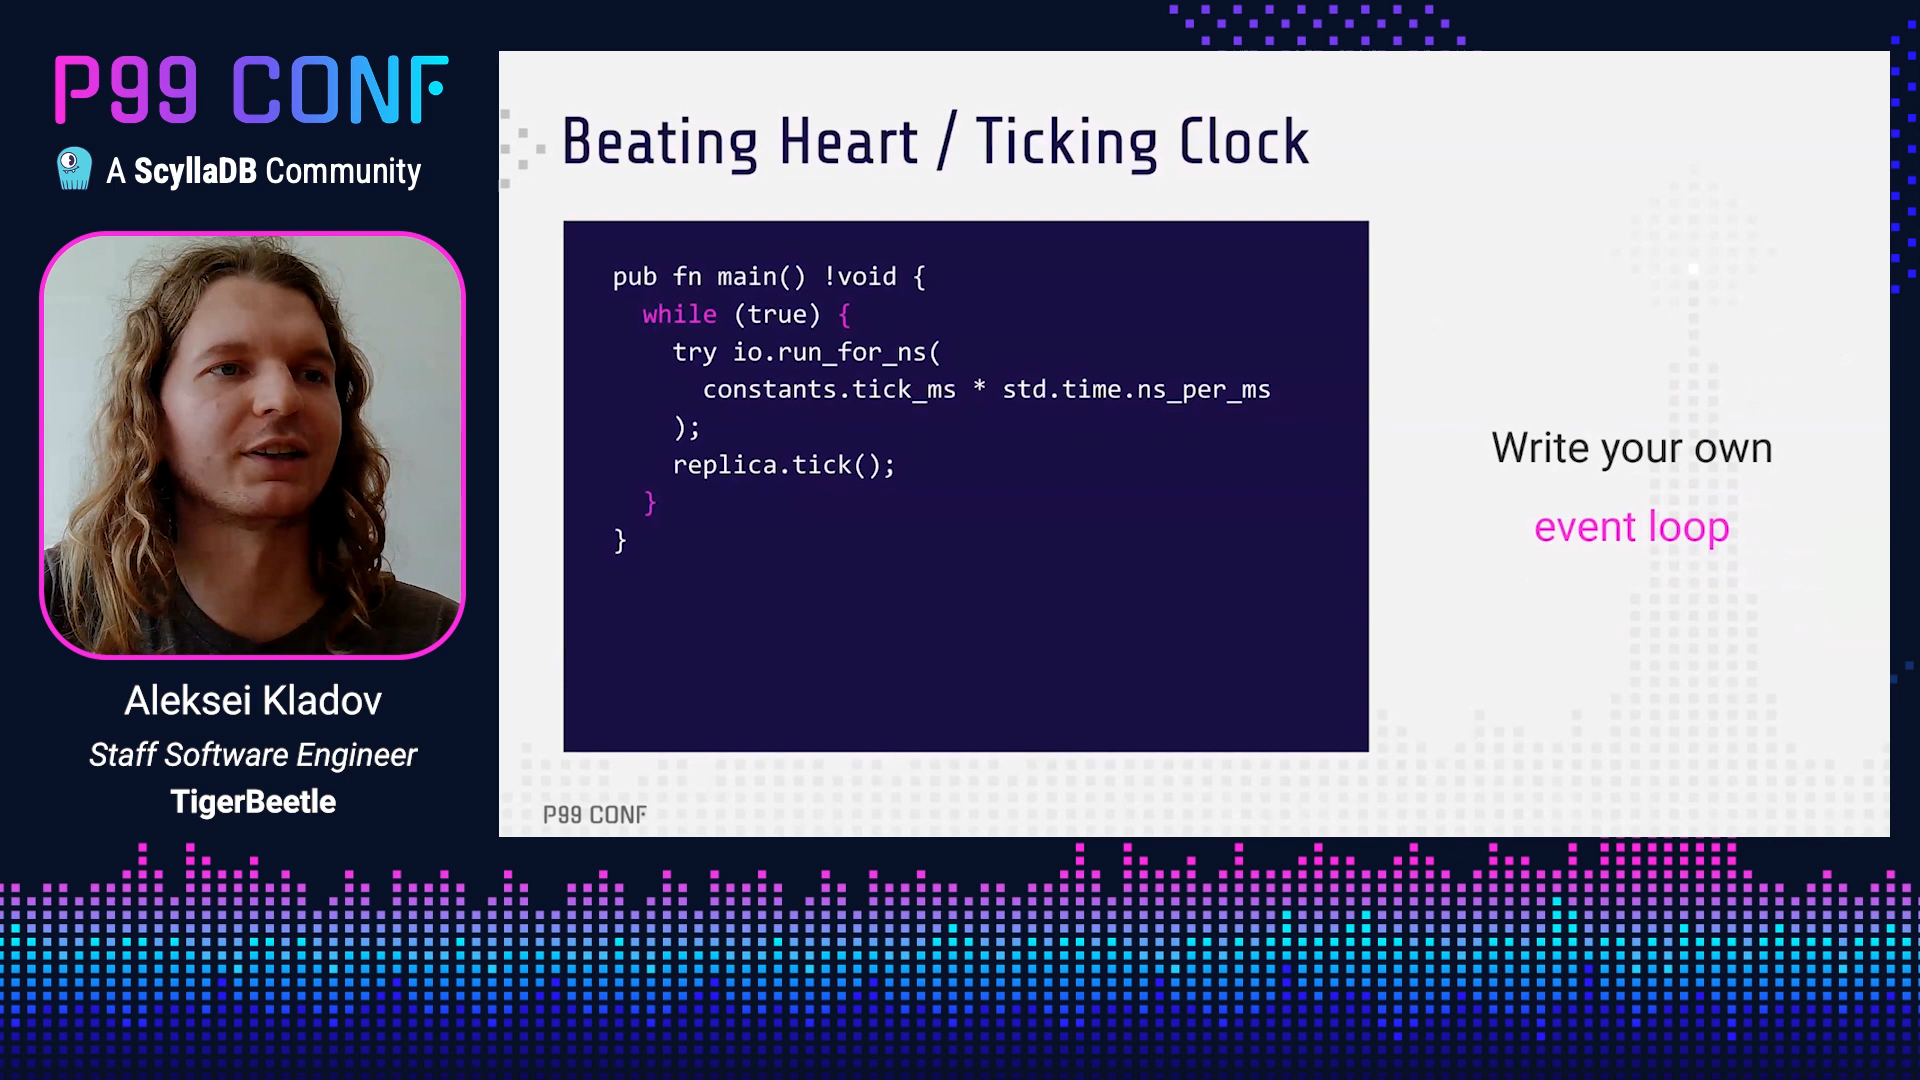 P99 CONF
A ScyllaDB Community
Aleksei Kladov
Staff Software Engineer
TigerBeetle
Beating Heart / Ticking Clock
pub fn main() !void {
  while (true) {
    try io.run_for_ns(
      constants.tick_ms * std.time.ns_per_ms
    );
    replica.tick();
  }
}
Write your own
event loop
P99 CONF